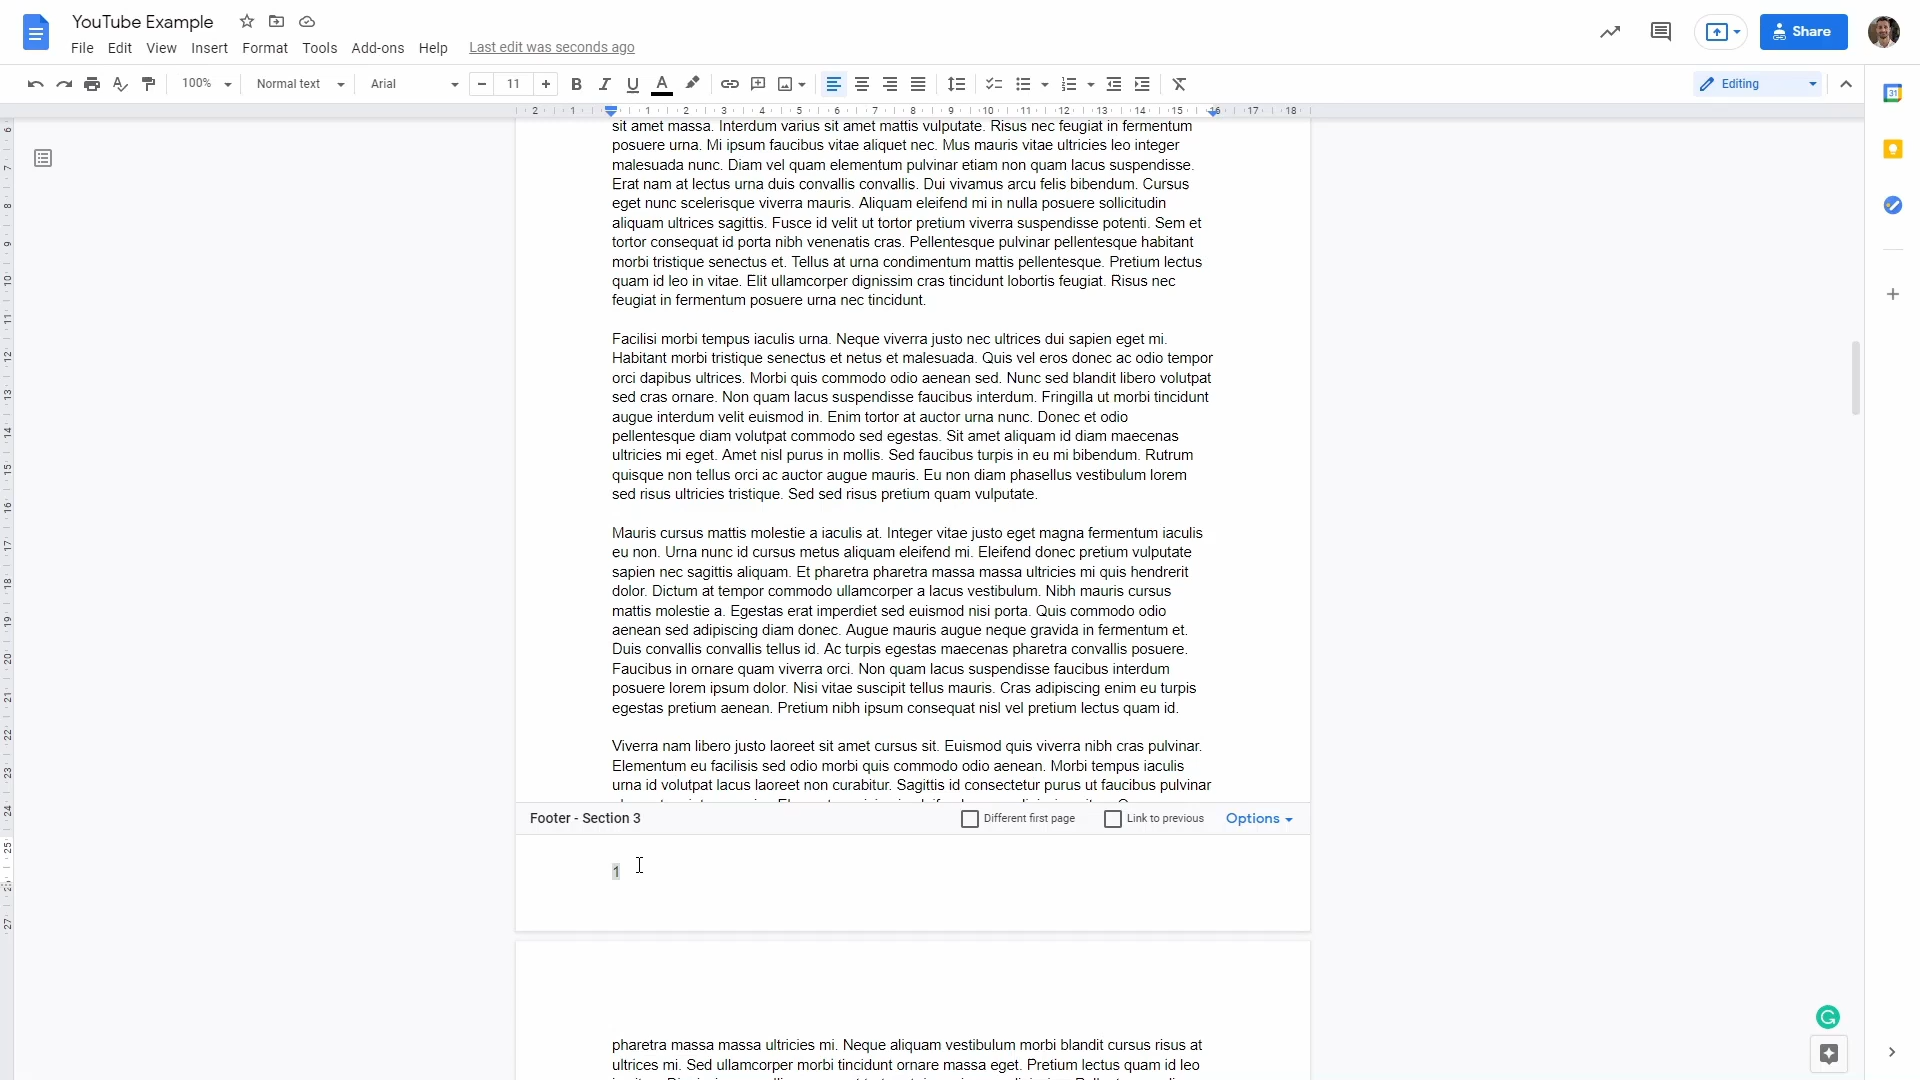 YouTube Example
File Edit View Insert Format Tools Add-ons Help Last edit was seconds ago
Share
100% Normal text Arial 11 Editing
2 1 1 2 3 4 5 6 7 8 9 10 11 12 13 14 15 16 17 18
31
sit amet massa. Interdum varius sit amet mattis vulputate. Risus nec feugiat in fermentum
posuere urna. Mi ipsum faucibus vitae aliquet nec. Mus mauris vitae ultricies leo integer
malesuada nunc. Diam vel quam elementum pulvinar etiam non quam lacus suspendisse.
Erat nam at lectus urna duis convallis convallis. Dui vivamus arcu felis bibendum. Cursus
eget nunc scelerisque viverra mauris. Aliquam eleifend mi in nulla posuere sollicitudin
aliquam ultrices sagittis. Fusce id velit ut tortor pretium viverra suspendisse potenti. Sem et
tortor consequat id porta nibh venenatis cras. Pellentesque pulvinar pellentesque habitant
morbi tristique senectus et. Tellus at urna condimentum mattis pellentesque. Pretium lectus
quam id leo in vitae. Elit ullamcorper dignissim cras tincidunt lobortis feugiat. Risus nec
feugiat in fermentum posuere urna nec tincidunt.
Facilisi morbi tempus iaculis urna. Neque viverra justo nec ultrices dui sapien eget mi.
Habitant morbi tristique senectus et netus et malesuada. Quis vel eros donec ac odio tempor
orci dapibus ultrices. Morbi quis commodo odio aenean sed. Nunc sed blandit libero volutpat
sed cras ornare. Non quam lacus suspendisse faucibus interdum. Fringilla ut morbi tincidunt
augue interdum velit euismod in. Enim tortor at auctor urna nunc. Donec et odio
pellentesque diam volutpat commodo sed egestas. Sit amet aliquam id diam maecenas
ultricies mi eget. Amet nisl purus in mollis. Sed faucibus turpis in eu mi bibendum. Rutrum
quisque non tellus orci ac auctor augue mauris. Eu non diam phasellus vestibulum lorem
sed risus ultricies tristique. Sed sed risus pretium quam vulputate.
Mauris cursus mattis molestie a iaculis at. Integer vitae justo eget magna fermentum iaculis
eu non. Urna nunc id cursus metus aliquam eleifend mi. Eleifend donec pretium vulputate
sapien nec sagittis aliquam. Et pharetra pharetra massa massa ultricies mi quis hendrerit
dolor. Dictum at tempor commodo ullamcorper a lacus vestibulum. Nibh mauris cursus
mattis molestie a. Egestas erat imperdiet sed euismod nisi porta. Quis commodo odio
aenean sed adipiscing diam donec. Augue mauris augue neque gravida in fermentum et.
Duis convallis convallis tellus id. Ac turpis egestas maecenas pharetra convallis posuere.
Faucibus in ornare quam viverra orci. Non quam lacus suspendisse faucibus interdum
posuere lorem ipsum dolor. Nisi vitae suscipit tellus mauris. Cras adipiscing enim eu turpis
egestas pretium aenean. Pretium nibh ipsum consequat nisl vel pretium lectus quam id.
Viverra nam libero justo laoreet sit amet cursus sit. Euismod quis viverra nibh cras pulvinar.
Elementum eu facilisis sed odio morbi quis commodo odio aenean. Morbi tempus iaculis
urna id volutpat lacus laoreet non curabitur. Sagittis id consectetur purus ut faucibus pulvinar
Footer - Section 3 Different first page Link to previous Options
1
pharetra massa massa ultricies mi. Neque aliquam vestibulum morbi blandit cursus risus at
ultrices mi. Sed ullamcorper morbi tincidunt ornare massa eget. Pretium lectus quam id leo